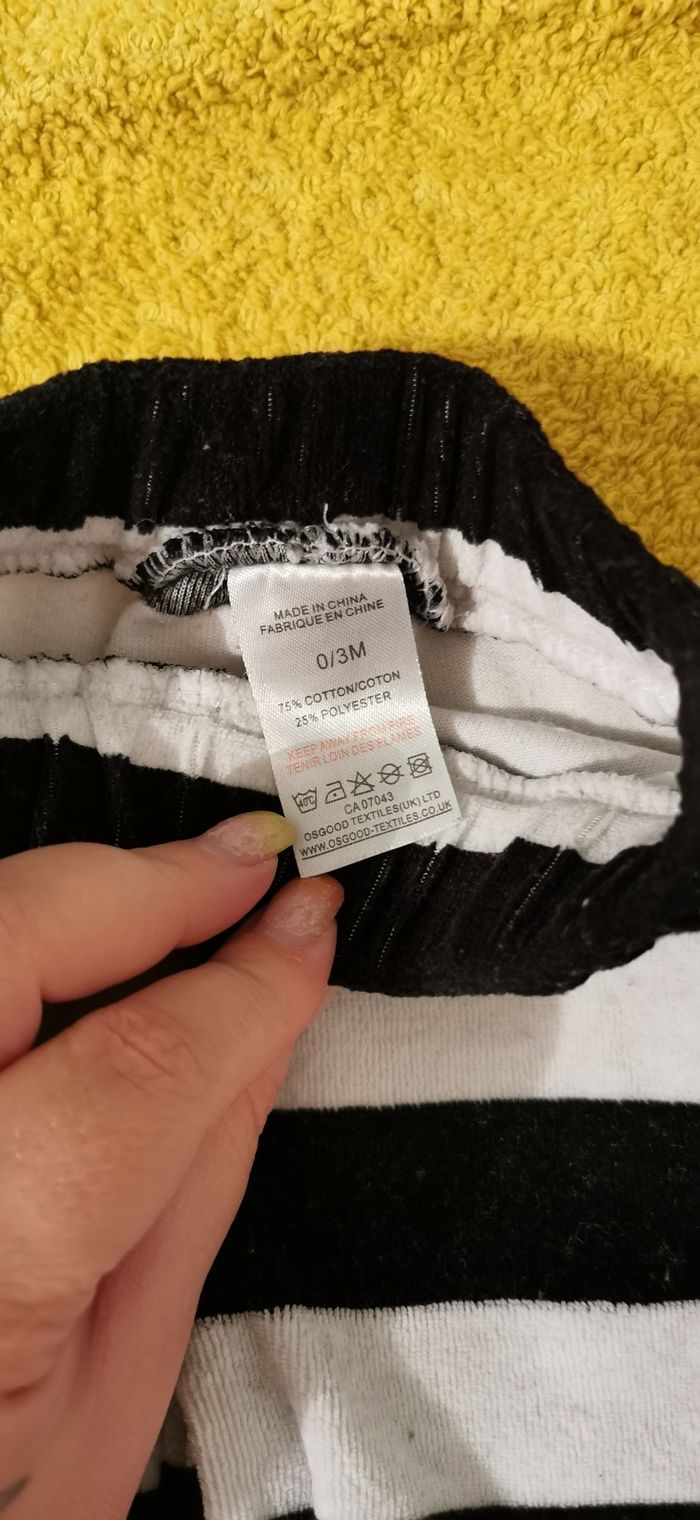 MADE IN CHINA
FABRIQUE EN CHINE
0/3M
75% COTTON/COTON
25% POLYESTER
KEEP AWAY FROM FIRE
TENIR LOIN DES FLAMES
40°C
CA 07043
OSGOOD TEXTILES(UK) LTD
WWW.OSGOOD-TEXTILES.CO.UK